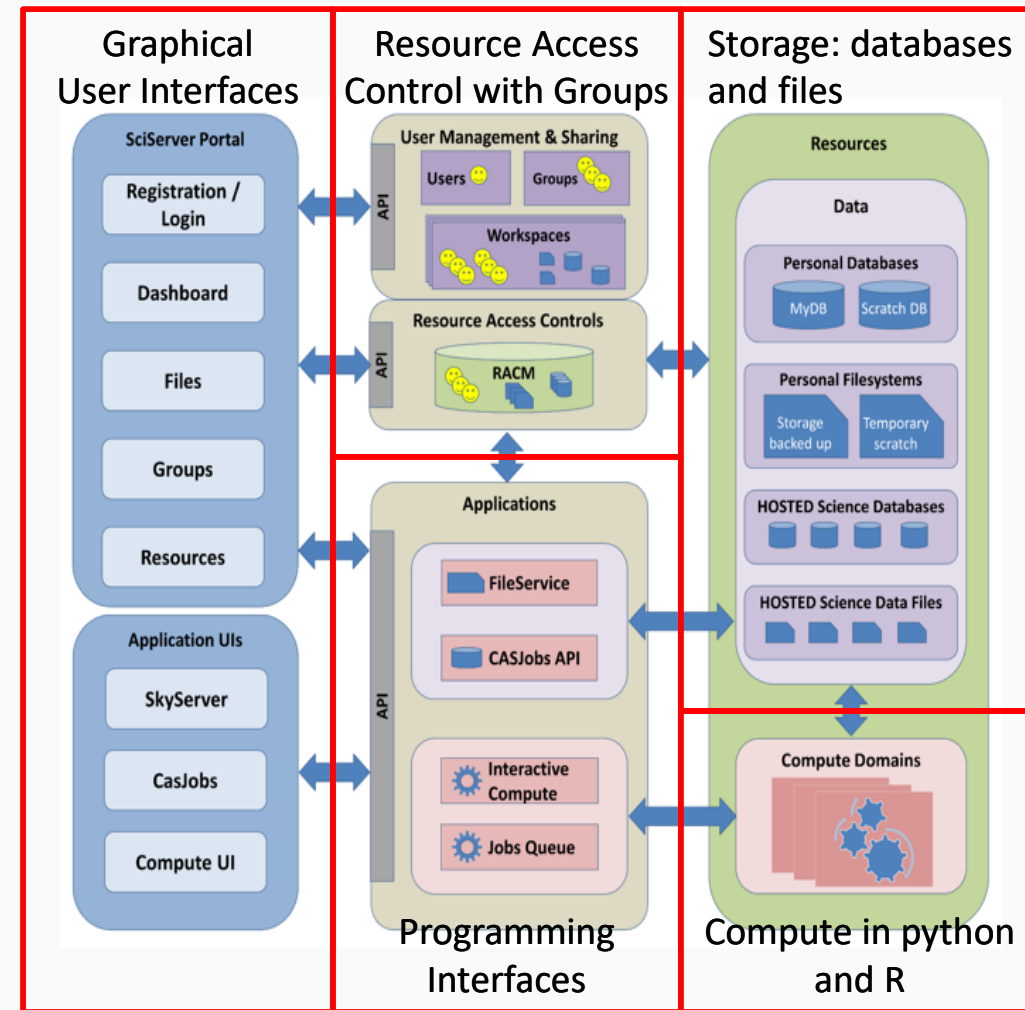 Graphical
User Interfaces
SciServer Portal
Registration /
Login
Dashboard
Files
Groups
Resources
Application UIs
SkyServer
CasJobs
Compute UI
Resource Access
Control with Groups
User Management & Sharing
API
Users
Groups
Workspaces
Resource Access Controls
API
RACM
Applications
API
FileService
CASJobs API
Interactive
Compute
Jobs Queue
Programming
Interfaces
Storage: databases
and files
Resources
Data
Personal Databases
MyDB
Scratch DB
Personal Filesystems
Storage
backed up
Temporary
scratch
HOSTED Science Databases
HOSTED Science Data Files
Compute Domains
Compute in python
and R